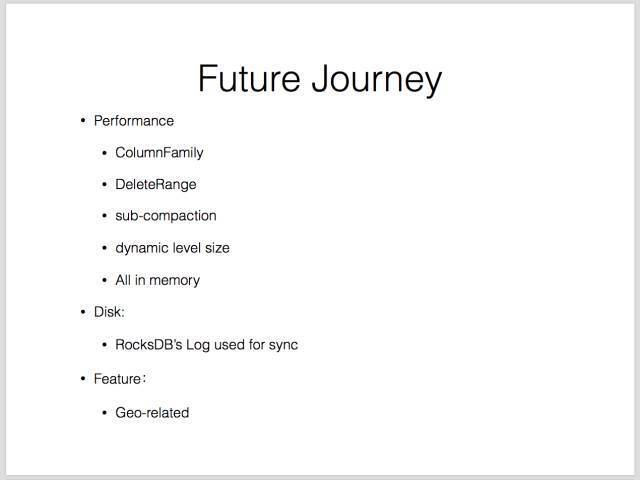 Future Journey
• Performance
• ColumnFamily
• DeleteRange
• sub-compaction
• dynamic level size
• All in memory
• Disk:
• RocksDB's Log used for sync
• Feature：
• Geo-related